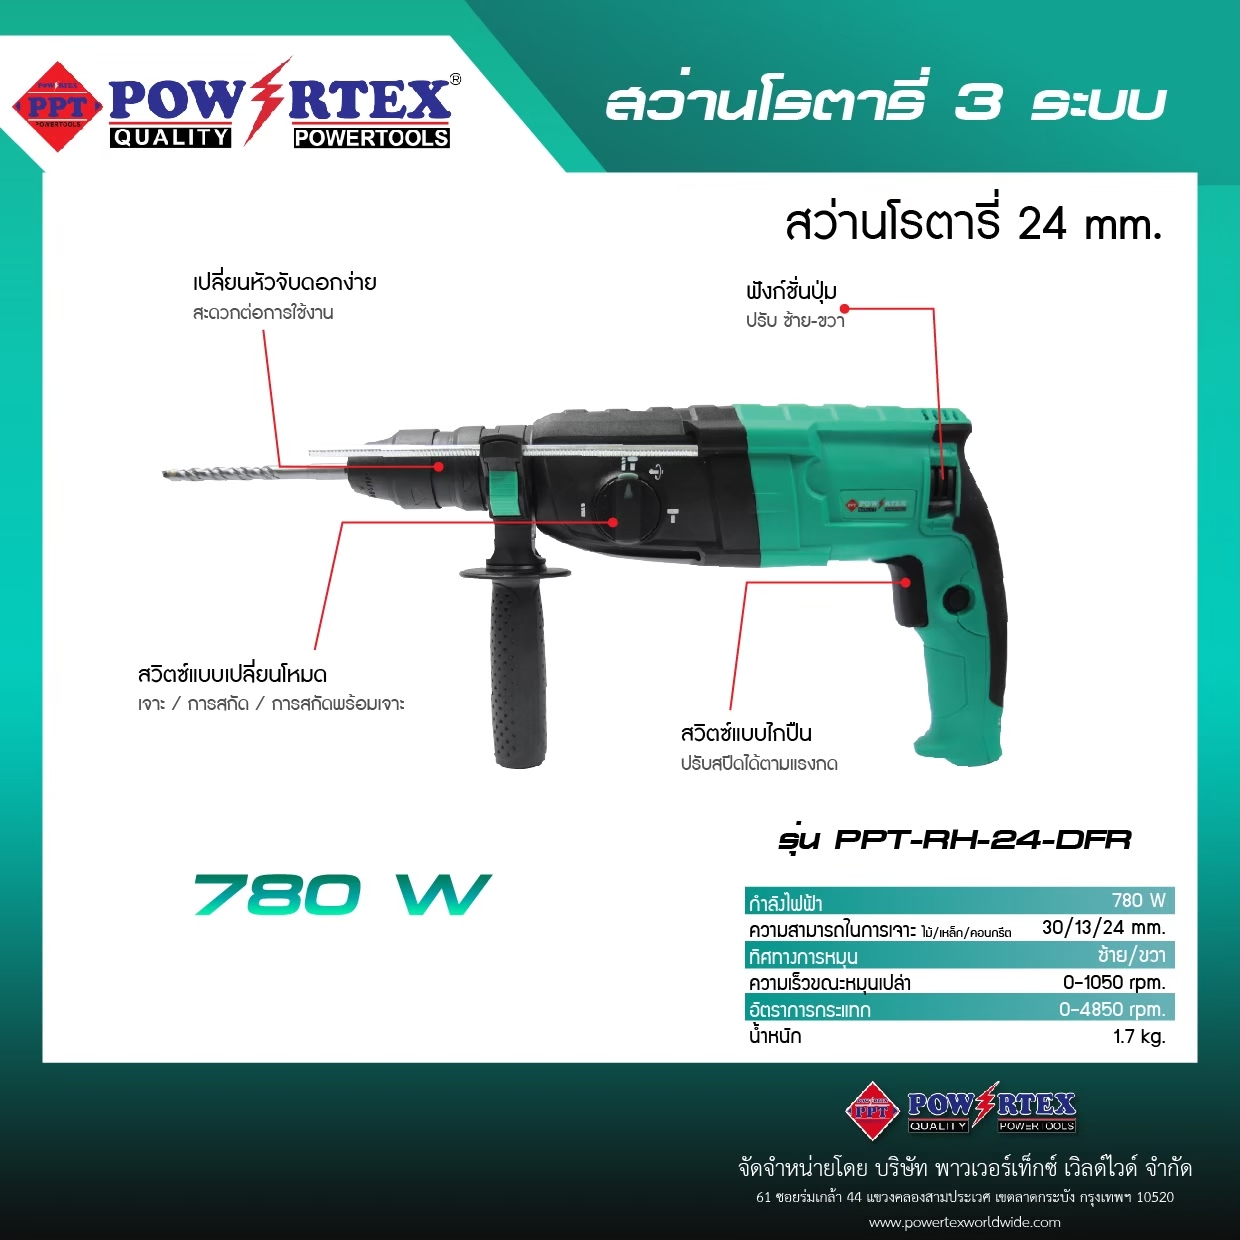 POWERTEX®
PPT
QUALITY POWERTOOLS
สว่านโรตารี่ 3 ระบบ
สว่านโรตารี่ 24 mm.
เปลี่ยนหัวจับดอกง่าย
สะดวกต่อการใช้งาน
ฟังก์ชั่นปุ่ม
ปรับ ซ้าย-ขวา
สวิตซ์แบบเปลี่ยนโหมด
เจาะ / การสกัด / การสกัดพร้อมเจาะ
สวิตซ์แบบไกปืน
ปรับสปีดได้ตามแรงกด
รุ่น PPT-RH-24-DFR
780 W
กำลังไฟฟ้า 780 W
ความสามารถในการเจาะ ไม้/เหล็ก/คอนกรีต 30/13/24 mm.
ทิศทางการหมุน ซ้าย/ขวา
ความเร็วขณะหมุนเปล่า 0-1050 rpm.
อัตราการกระแทก 0-4850 rpm.
น้ำหนัก 1.7 kg.
PPT POWERTEX
QUALITY POWERTOOLS
จัดจำหน่ายโดย บริษัท พาวเวอร์เท็กซ์ เวิลด์ไวด์ จำกัด
61 ซอยร่มเกล้า 44 แขวงคลองสามประเวศ เขตลาดกระบัง กรุงเทพฯ 10520
www.powertexworldwide.com